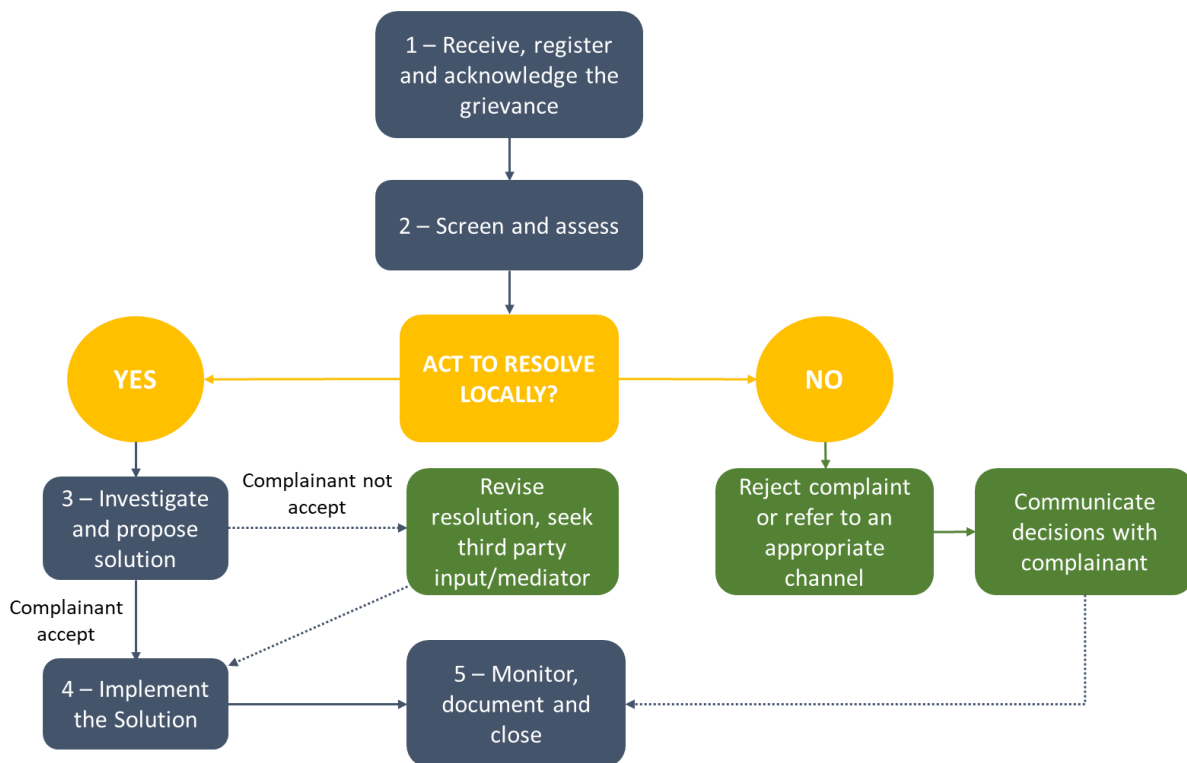 1 – Receive, register
and acknowledge the
grievance
2 – Screen and assess
YES
ACT TO RESOLVE
LOCALLY?
NO
3 – Investigate
and propose
solution
Complainant not
accept
Revise
resolution, seek
third party
input/mediator
Reject complaint
or refer to an
appropriate
channel
Communicate
decisions with
complainant
Complainant
accept
4 – Implement
the Solution
5 – Monitor,
document and
close